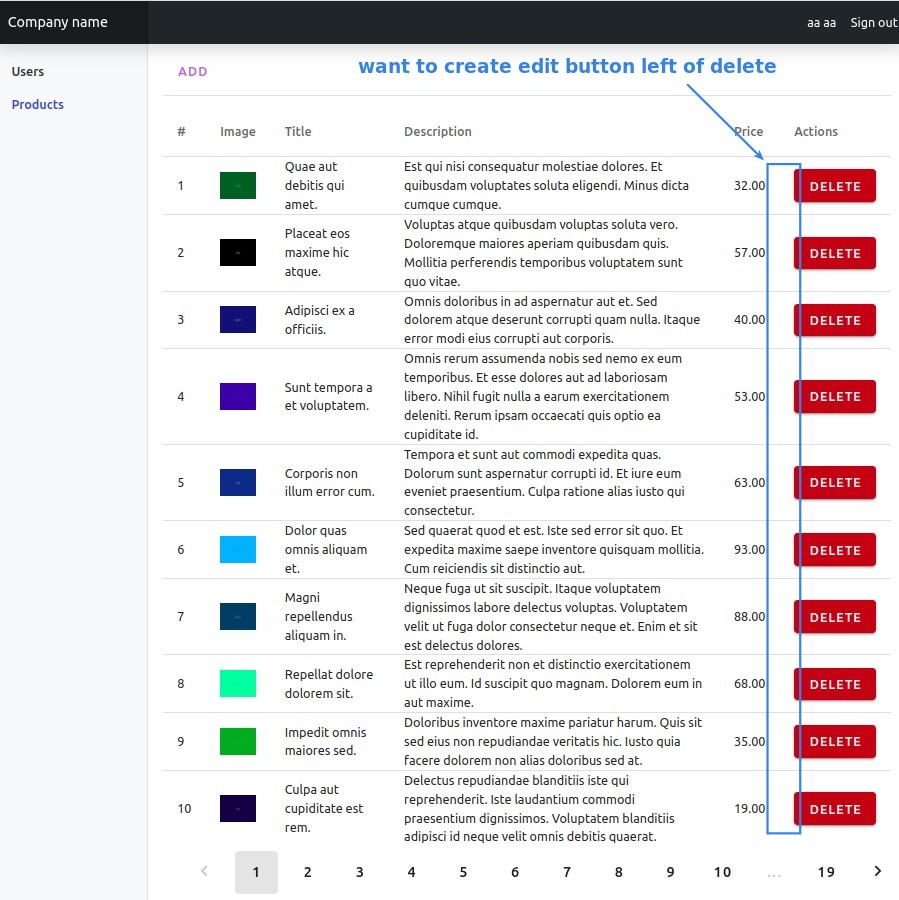 Company name
aa aa Sign out
Users
Products
ADD
want to create edit button left of delete
# Image Title Description Price Actions
1
Quae aut
debitis qui
amet.
Est qui nisi consequatur molestiae dolores. Et
quibusdam voluptates soluta eligendi. Minus dicta
cumque cumque.
32.00
DELETE
2
Placeat eos
maxime hic
atque.
Voluptas atque quibusdam voluptas soluta vero.
Doloremque maiores aperiam quibusdam quis.
Mollitia perferendis temporibus voluptatem sunt
quo vitae.
57.00
DELETE
3
Adipisci ex a
officiis.
Omnis doloribus in ad aspernatur aut et. Sed
dolorem atque deserunt corrupti quam nulla. Itaque
error modi eius corrupti aut corporis.
40.00
DELETE
4
Sunt tempora a
et voluptatem.
Omnis rerum assumenda nobis sed nemo ex eum
temporibus. Et esse dolores aut ad laboriosam
libero. Nihil fugit nulla a earum exercitationem
deleniti. Rerum ipsam occaecati quis optio ea
cupiditate id.
53.00
DELETE
5
Corporis non
illum error cum.
Tempora et sunt aut commodi expedita quas.
Dolorum sunt aspernatur corrupti id. Et iure eum
eveniet praesentium. Culpa ratione alias iusto qui
consectetur.
63.00
DELETE
6
Dolor quas
omnis aliquam
et.
Sed quaerat quod et est. Iste sed error sit quo. Et
expedita maxime saepe inventore quisquam mollitia.
Cum reiciendis sit distinctio aut.
93.00
DELETE
7
Magni
repellendus
aliquam in.
Neque fuga ut sit suscipit. Itaque voluptatem
dignissimos labore delectus voluptas. Voluptatem
velit ut fuga dolor consectetur neque et. Enim et sit
est delectus dolores.
88.00
DELETE
8
Repellat dolore
dolorem sit.
Est reprehenderit non et distinctio exercitationem
ut illo eum. Id suscipit quo magnam. Dolorem eum in
aut maxime.
68.00
DELETE
9
Impedit omnis
maiores sed.
Doloribus inventore maxime pariatur harum. Quis sit
sed eius non repudiandae veritatis hic. Iusto quia
facere dolorem non alias doloribus sed at.
35.00
DELETE
10
Culpa aut
cupiditate est
rem.
Delectus repudiandae blanditiis iste qui
reprehenderit. Iste laudantium commodi
praesentium dignissimos. Voluptatem blanditiis
adipisci id neque velit omnis debitis quaerat.
19.00
DELETE
‹ 1 2 3 4 5 6 7 8 9 10 ... 19 ›